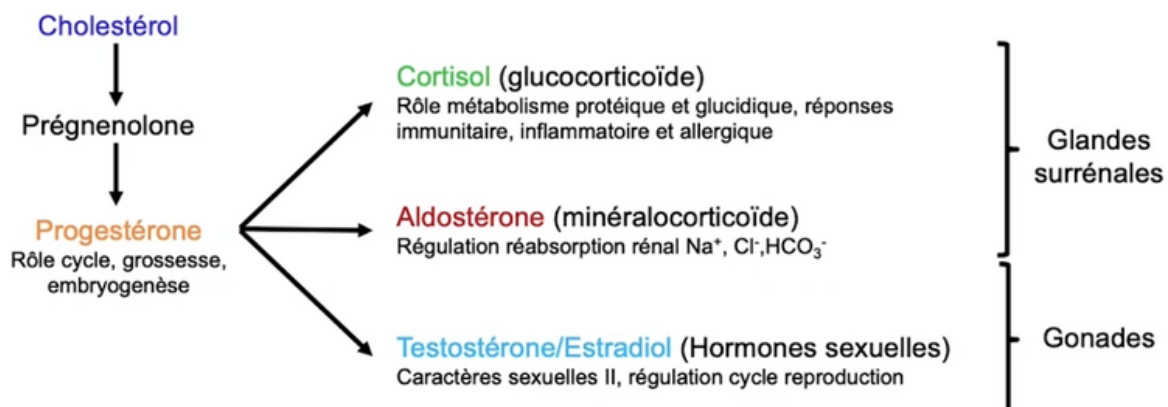 Cholestérol
Prégnenolone
Progestérone
Rôle cycle, grossesse,
embryogenèse
Cortisol (glucocorticoïde)
Rôle métabolisme protéique et glucidique, réponses
immunitaire, inflammatoire et allergique
Aldostérone (minéralocorticoïde)
Régulation réabsorption rénal Na⁺, Cl⁻,HCO₃⁻
Testostérone/Estradiol (Hormones sexuelles)
Caractères sexuelles II, régulation cycle reproduction
Glandes
surrénales
Gonades